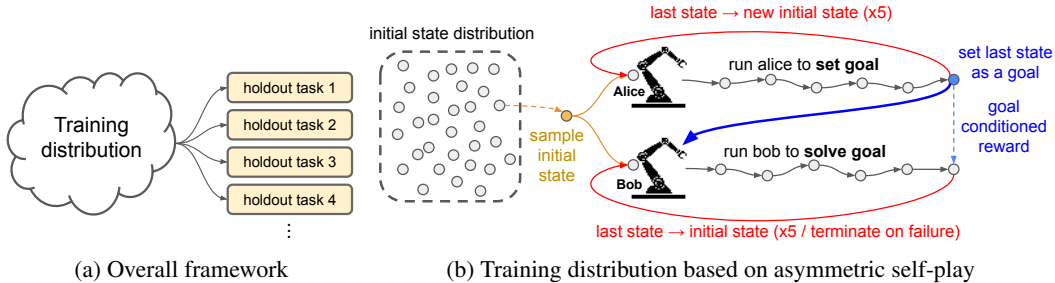 Training
distribution
holdout task 1
holdout task 2
holdout task 3
holdout task 4
⋮
(a) Overall framework
initial state distribution
sample
initial
state
last state → new initial state (x5)
Alice
run alice to set goal
set last state
as a goal
goal
conditioned
reward
Bob
run bob to solve goal
last state → initial state (x5 / terminate on failure)
(b) Training distribution based on asymmetric self-play